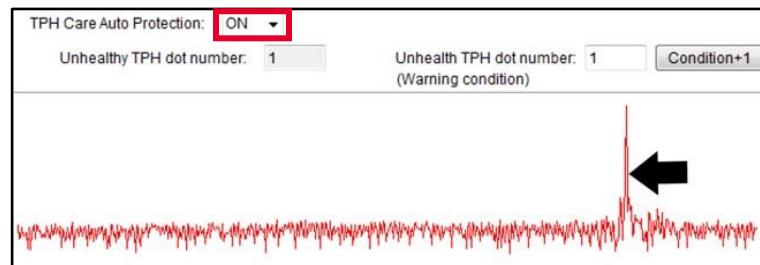 TPH Care Auto Protection: ON
Unhealthy TPH dot number: 1 Unhealth TPH dot number: 1 Condition+1
(Warning condition)